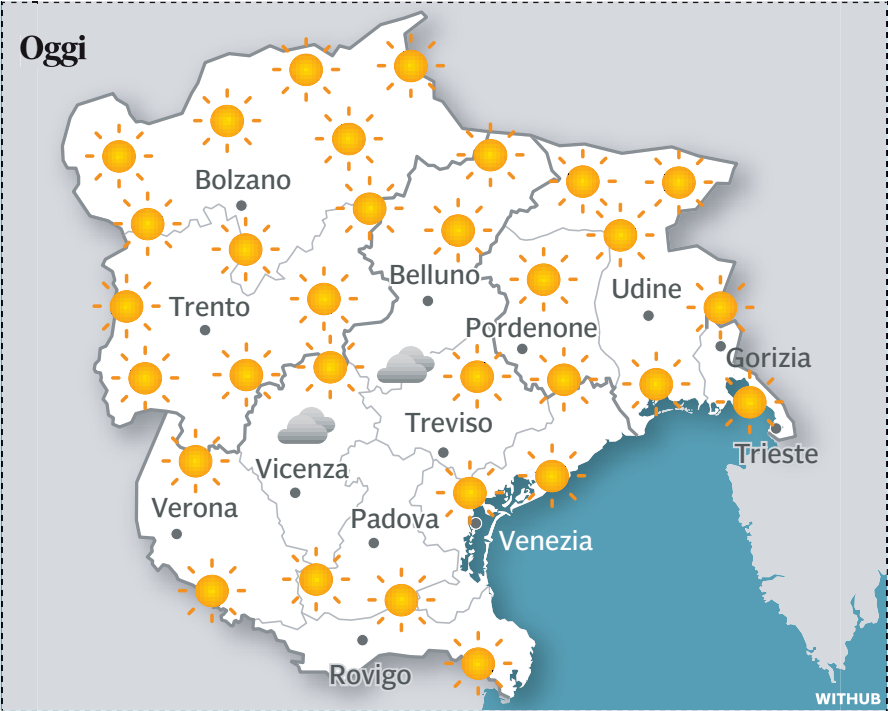 Oggi
Bolzano
Belluno
Trento
Udine
Pordenone
Gorizia
Treviso
Trieste
Vicenza
Verona
Padova
Venezia
Rovigo
WITHUB